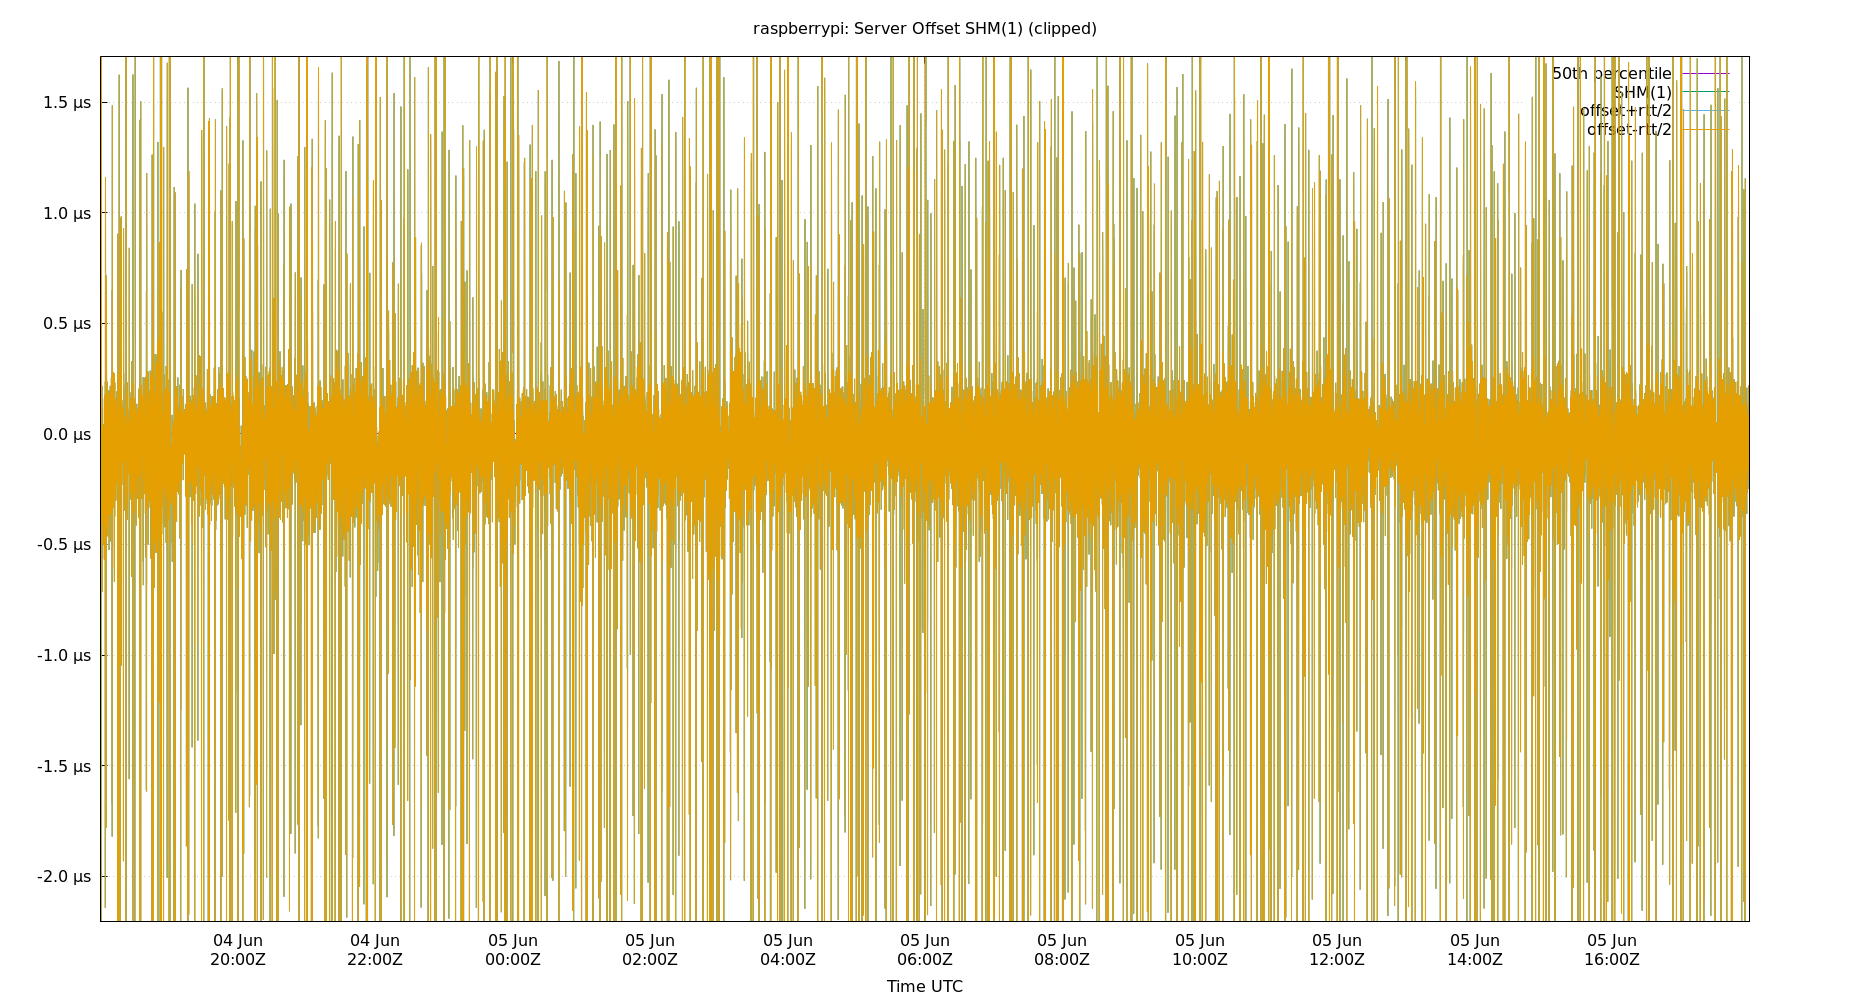 raspberrypi: Server Offset SHM(1) (clipped)
50th percentile
SHM(1)
offset+rtt/2
offset-rtt/2
1.5 µs
1.0 µs
0.5 µs
0.0 µs
-0.5 µs
-1.0 µs
-1.5 µs
-2.0 µs
04 Jun 04 Jun 05 Jun 05 Jun 05 Jun 05 Jun 05 Jun 05 Jun 05 Jun 05 Jun 05 Jun
20:00Z 22:00Z 00:00Z 02:00Z 04:00Z 06:00Z 08:00Z 10:00Z 12:00Z 14:00Z 16:00Z
Time UTC